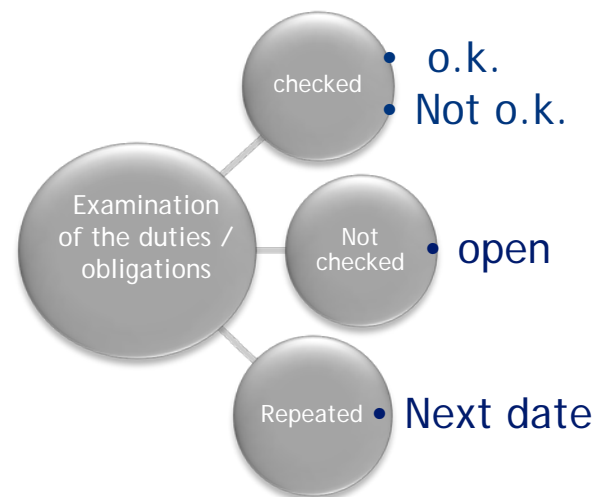 Examination
of the duties /
obligations
checked
• o.k.
• Not o.k.
Not
checked
• open
Repeated
• Next date